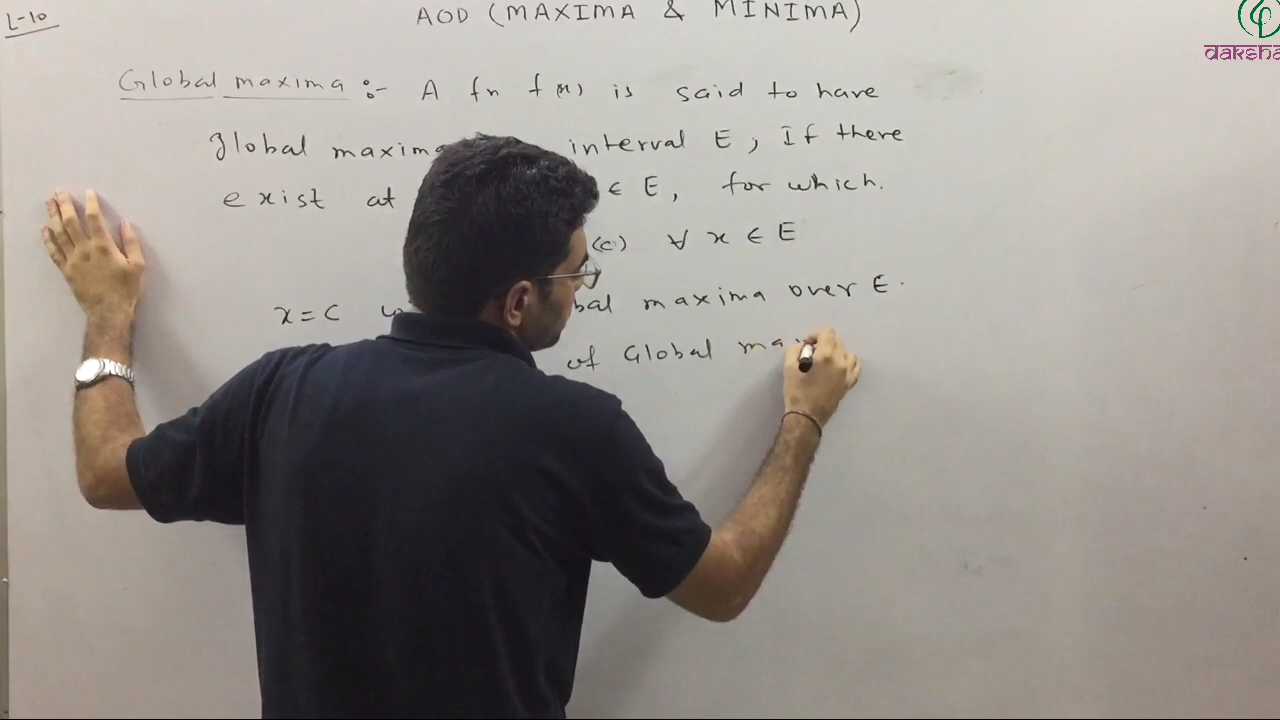 L-10
AOD (MAXIMA & MINIMA)
daksha
Global maxima :- A fn f(x) is said to have
global maxima interval E, If there
exist at ∈ E, for which.
(c) ∀ x ∈ E
x=c maxima over E.
of Global ma